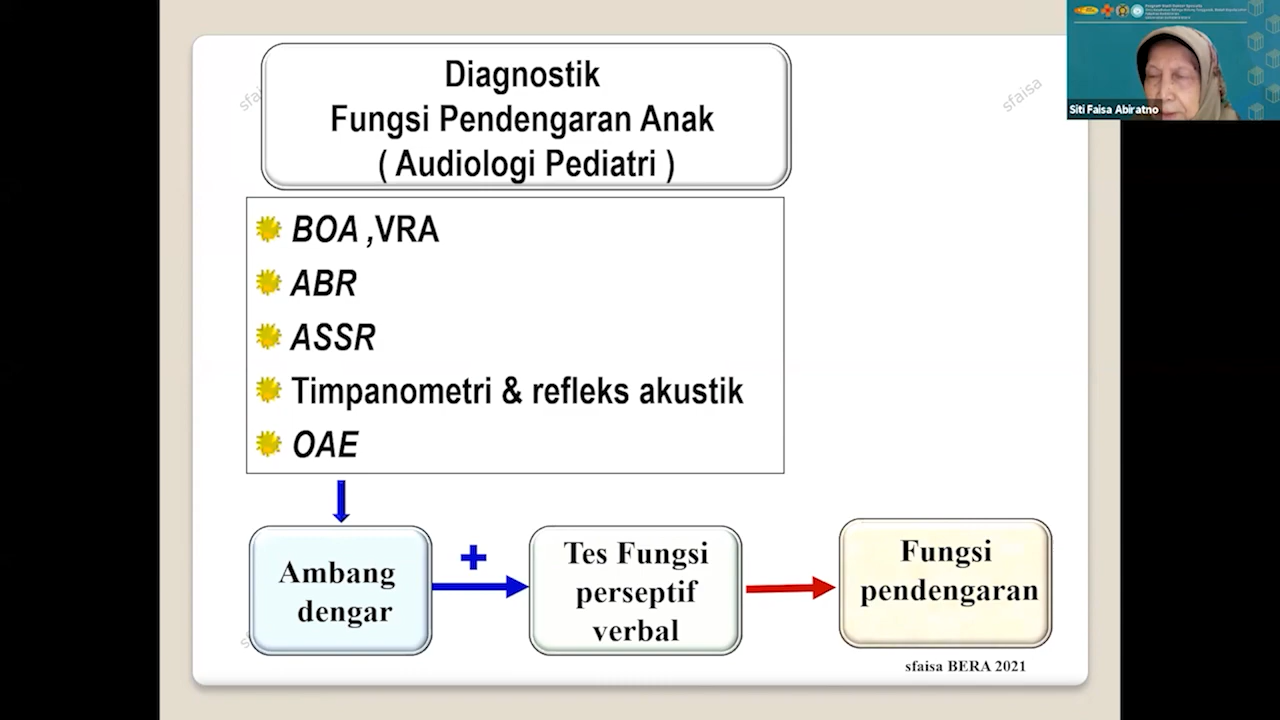 Diagnostik
Fungsi Pendengaran Anak
( Audiologi Pediatri )
BOA ,VRA
ABR
ASSR
Timpanometri & refleks akustik
OAE
Ambang
dengar
+
Tes Fungsi
perseptif
verbal
Fungsi
pendengaran
sfaisa BERA 2021
sfaisa
Siti Faisa Abiratno